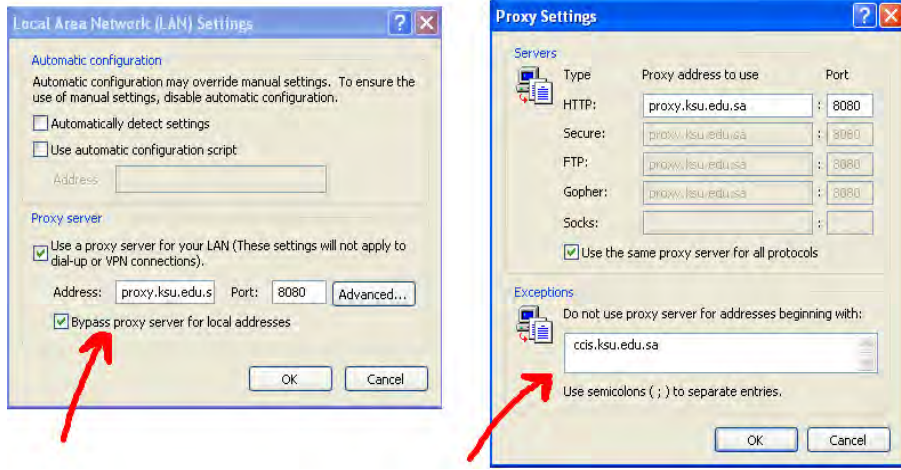 Local Area Network (LAN) Settings
Automatic configuration
Automatic configuration may override manual settings. To ensure the
use of manual settings, disable automatic configuration.
Automatically detect settings
Use automatic configuration script
Address
Proxy server
Use a proxy server for your LAN (These settings will not apply to
dial-up or VPN connections).
Address: proxy.ksu.edu.s Port: 8080 Advanced...
Bypass proxy server for local addresses
OK Cancel
Proxy Settings
Servers
Type Proxy address to use Port
HTTP: proxy.ksu.edu.sa : 8080
Secure: proxy.ksu.edu.sa : 8080
FTP: proxy.ksu.edu.sa : 8080
Gopher: proxy.ksu.edu.sa : 8080
Socks: :
Use the same proxy server for all protocols
Exceptions
Do not use proxy server for addresses beginning with:
ccis.ksu.edu.sa
Use semicolons ( ; ) to separate entries.
OK Cancel